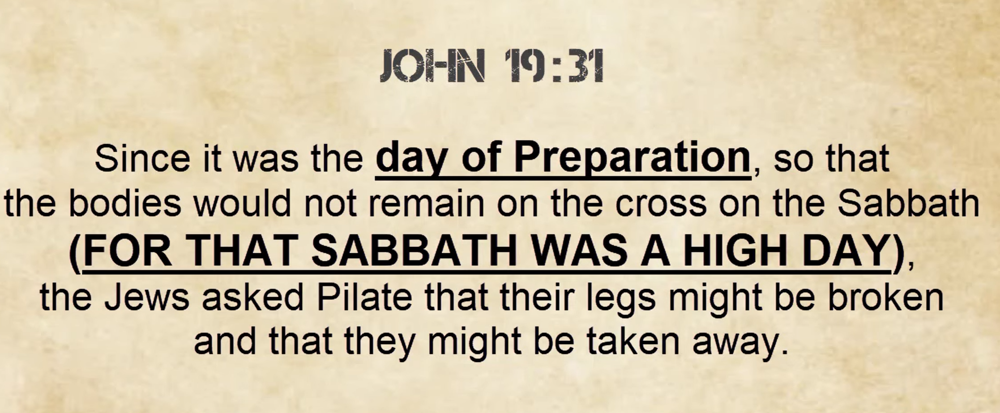 JOHN 19:31
Since it was the day of Preparation, so that
the bodies would not remain on the cross on the Sabbath
(FOR THAT SABBATH WAS A HIGH DAY),
the Jews asked Pilate that their legs might be broken
and that they might be taken away.